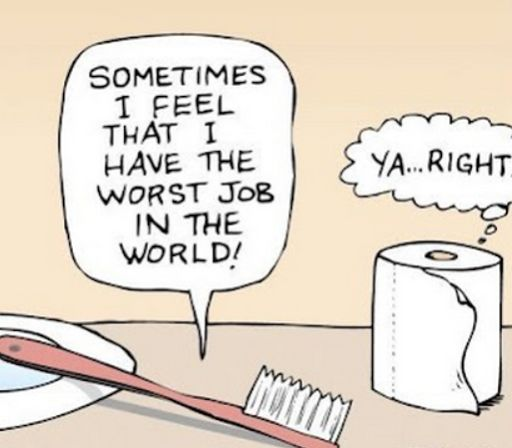 SOMETIMES
I FEEL
THAT I
HAVE THE
WORST JOB
IN THE
WORLD!
YA...RIGHT.